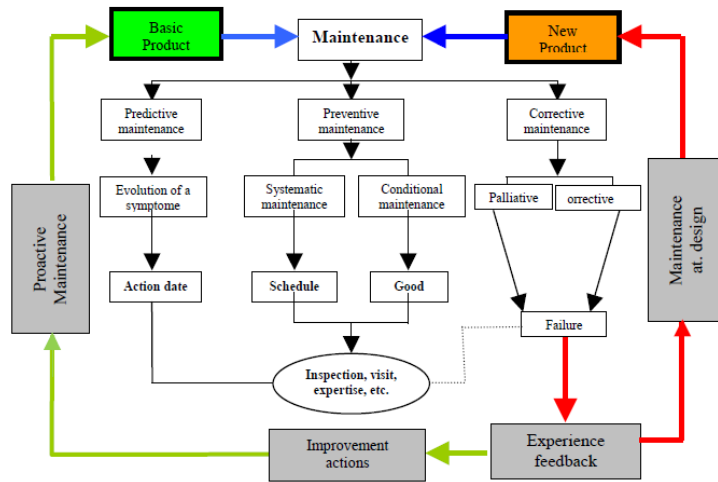 Basic
Product
Maintenance
New
Product
Predictive
maintenance
Preventive
maintenance
Corrective
maintenance
Evolution of a
symptome
Systematic
maintenance
Conditional
maintenance
Palliative
orrective
Proactive
Maintenance
Maintenance
at. design
Action date
Schedule
Good
Failure
Inspection, visit,
expertise, etc.
Improvement
actions
Experience
feedback